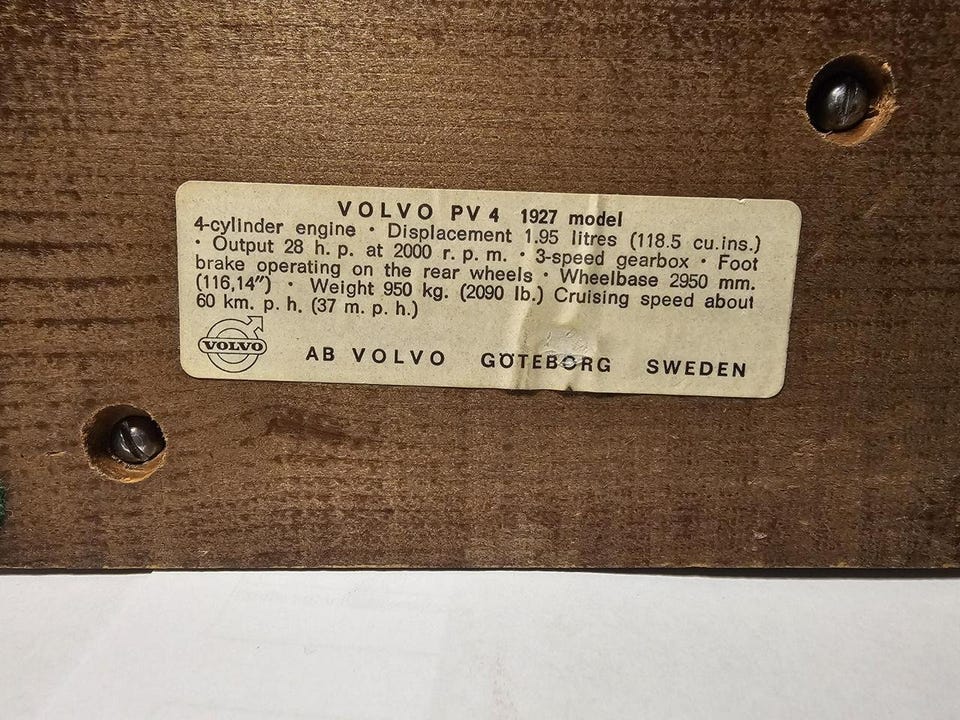 VOLVO PV 4 1927 model
4-cylinder engine · Displacement 1.95 litres (118.5 cu.ins.)
· Output 28 h. p. at 2000 r. p. m. · 3-speed gearbox · Foot
brake operating on the rear wheels · Wheelbase 2950 mm.
(116,14″) · Weight 950 kg. (2090 lb.) Cruising speed about
60 km. p. h. (37 m. p. h.)
VOLVO
AB VOLVO GÖTEBORG SWEDEN